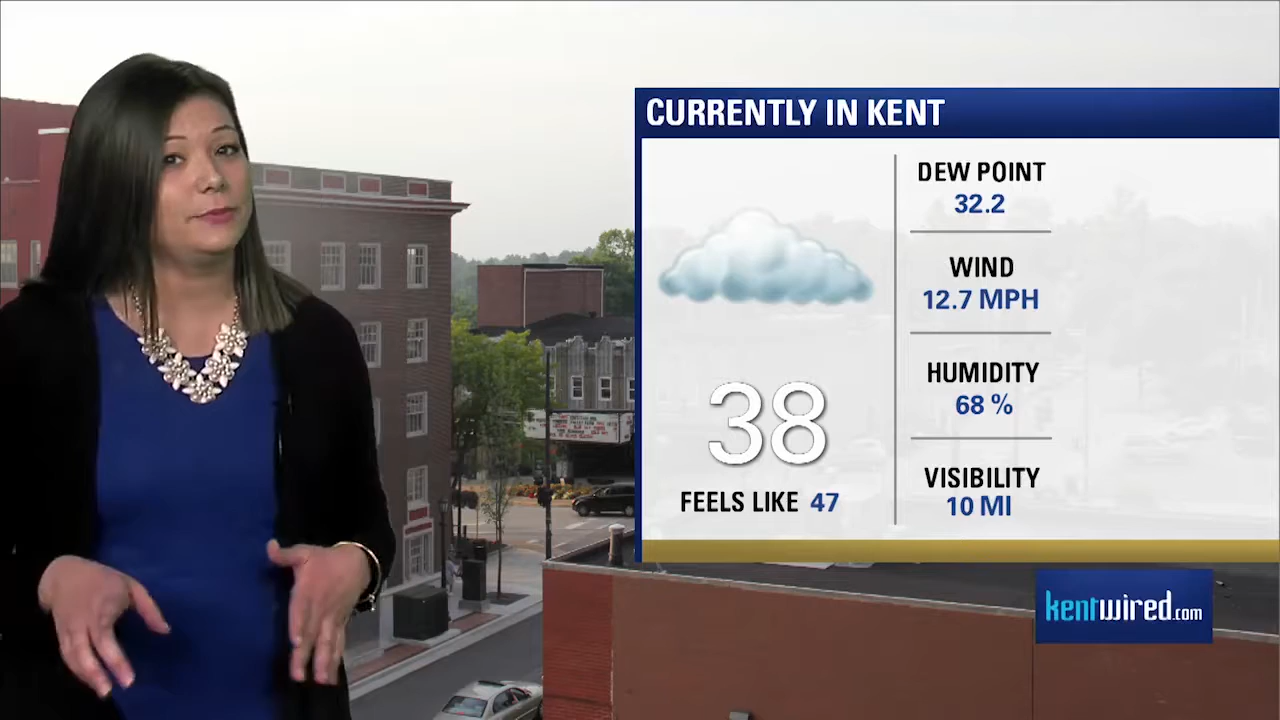 CURRENTLY IN KENT
38
FEELS LIKE 47
DEW POINT
32.2
WIND
12.7 MPH
HUMIDITY
68 %
VISIBILITY
10 MI
kentwired.com